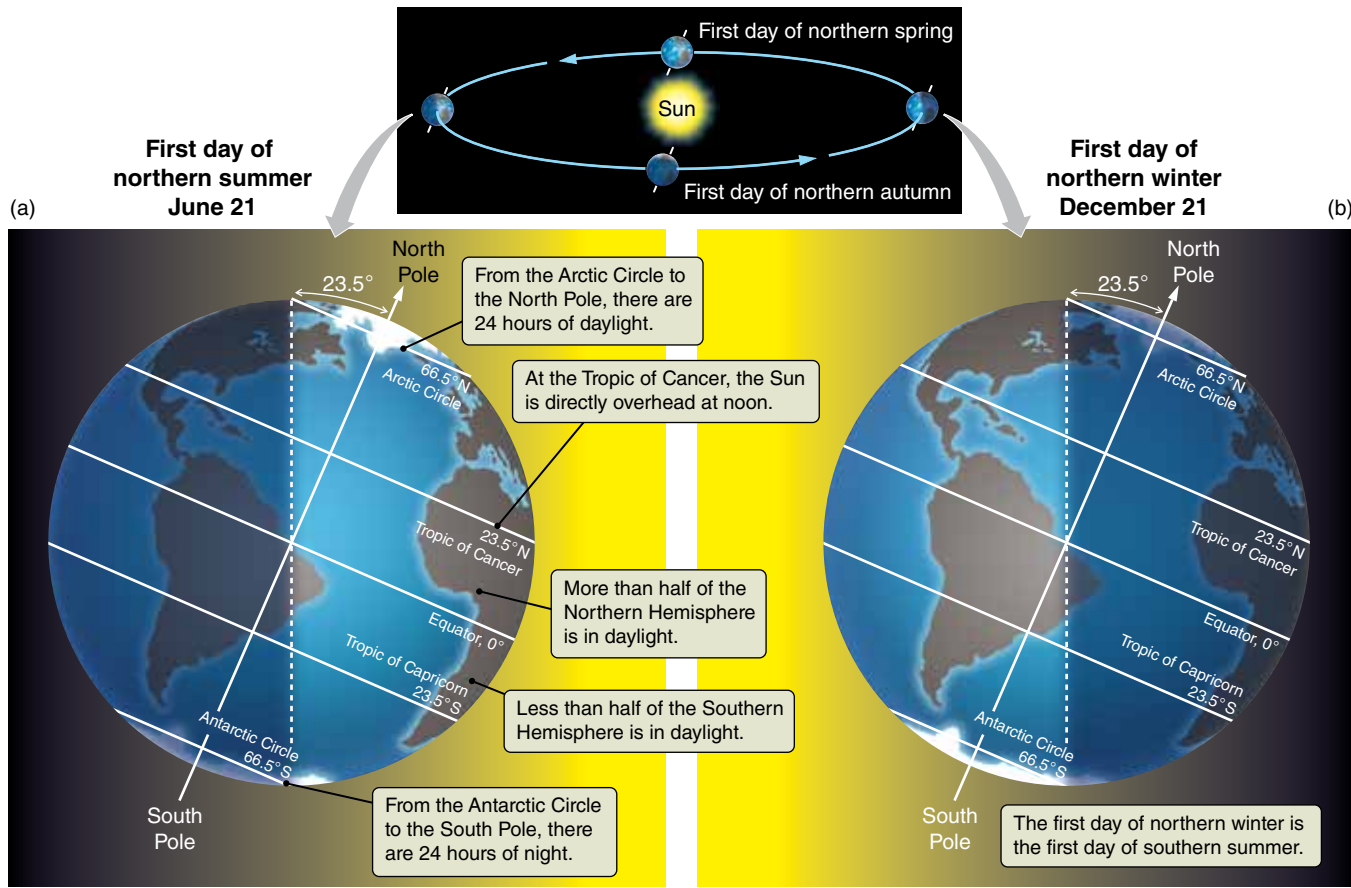 First day of northern spring
Sun
First day of northern autumn
First day of
northern summer
June 21
First day of
northern winter
December 21
(a)
(b)
North
Pole
23.5°
From the Arctic Circle to
the North Pole, there are
24 hours of daylight.
66.5°N
Arctic Circle
At the Tropic of Cancer, the Sun
is directly overhead at noon.
23.5°N
Tropic of Cancer
More than half of the
Northern Hemisphere
is in daylight.
Equator, 0°
Tropic of Capricorn
23.5°S
Less than half of the Southern
Hemisphere is in daylight.
Antarctic Circle
66.5°S
South
Pole
From the Antarctic Circle
to the South Pole, there
are 24 hours of night.
North
Pole
23.5°
66.5°N
Arctic Circle
23.5°N
Tropic of Cancer
Equator, 0°
Tropic of Capricorn
23.5°S
Antarctic Circle
66.5°S
South
Pole
The first day of northern winter is
the first day of southern summer.